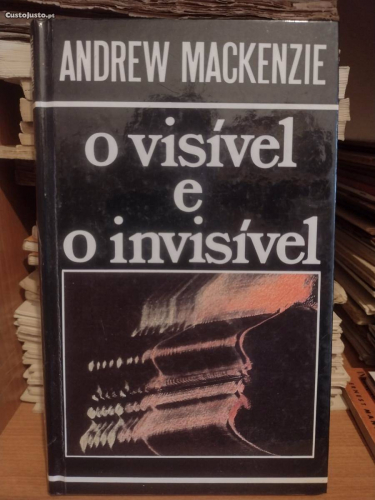 CustoJusto.pt
ANDREW MACKENZIE
o visível
e
o invisível